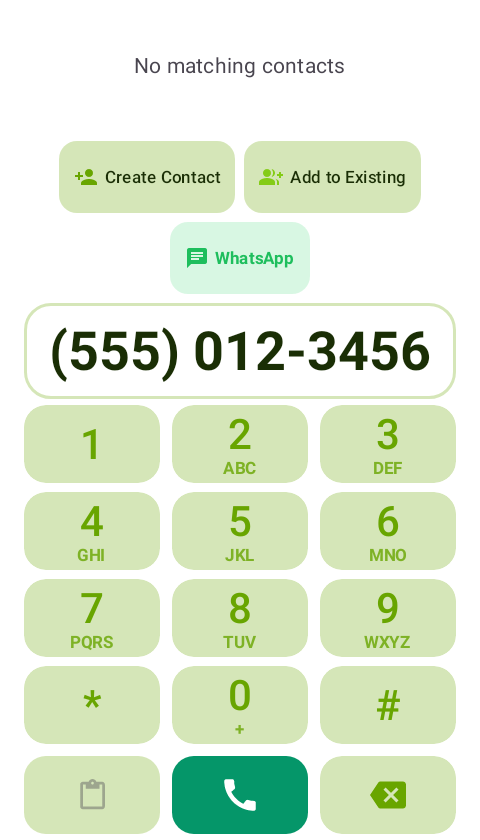 No matching contacts
Create Contact
Add to Existing
WhatsApp
(555) 012-3456
1
2
3
ABC
DEF
4
5
6
GHI
JKL
MNO
7
8
9
PQRS
TUV
WXYZ
*
0
#
+